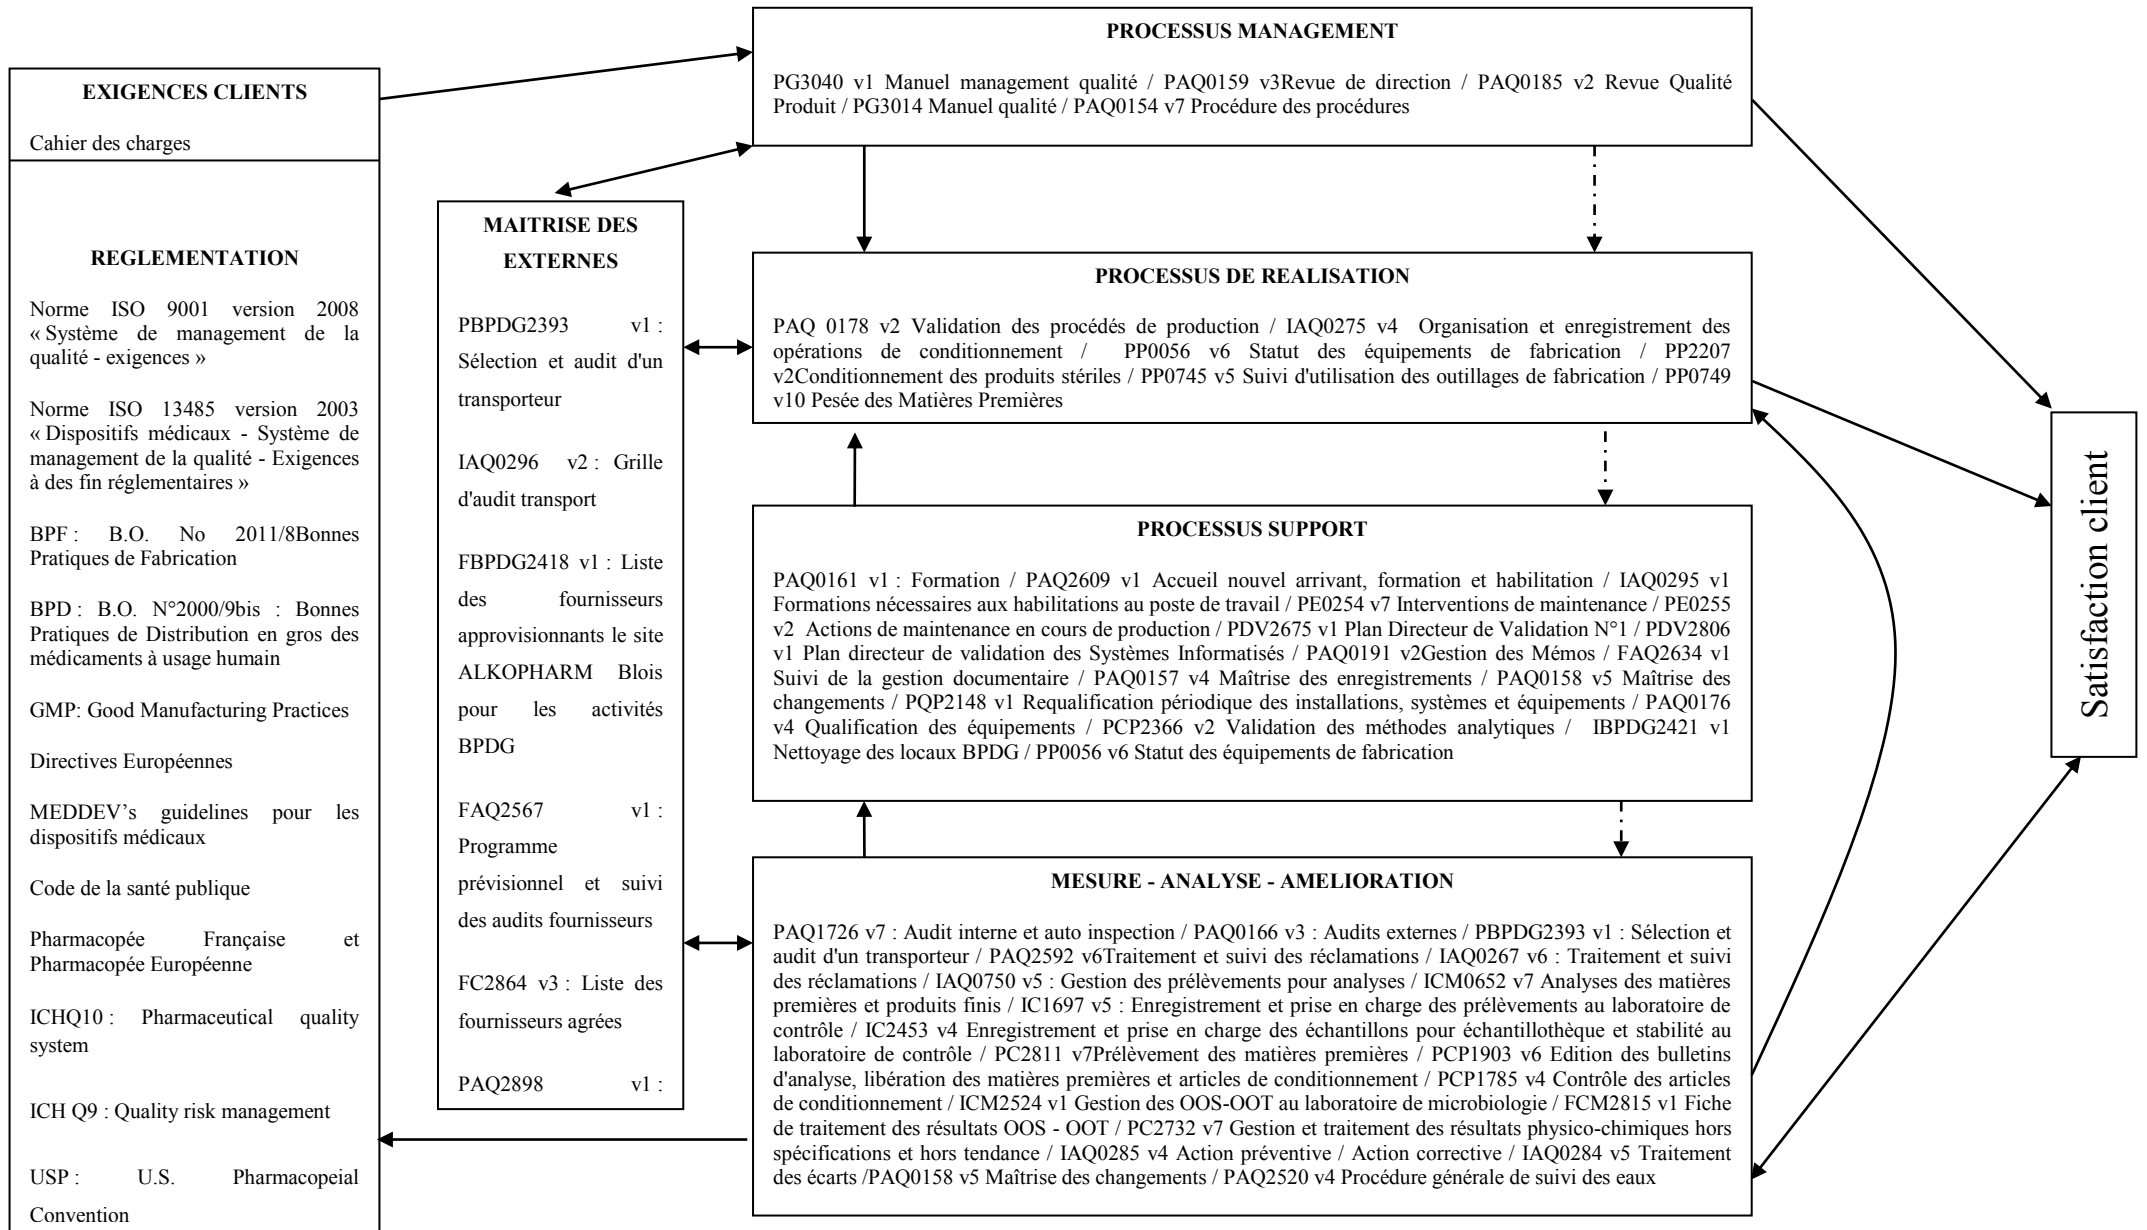 EXIGENCES CLIENTS
Cahier des charges
REGLEMENTATION
Norme ISO 9001 version 2008
« Système de management de la
qualité - exigences »
Norme ISO 13485 version 2003
« Dispositifs médicaux - Système de
management de la qualité - Exigences
à des fin réglementaires »
BPF : B.O. No 2011/8Bonnes
Pratiques de Fabrication
BPD : B.O. N°2000/9bis : Bonnes
Pratiques de Distribution en gros des
médicaments à usage humain
GMP: Good Manufacturing Practices
Directives Européennes
MEDDEV’s guidelines pour les
dispositifs médicaux
Code de la santé publique
Pharmacopée Française et
Pharmacopée Européenne
ICHQ10 : Pharmaceutical quality
system
ICH Q9 : Quality risk management
USP : U.S. Pharmacopeial
Convention
MAITRISE DES
EXTERNES
PBPDG2393 v1 :
Sélection et audit d'un
transporteur
IAQ0296 v2 : Grille
d'audit transport
FBPDG2418 v1 : Liste
des fournisseurs
approvisionnants le site
ALKOPHARM Blois
pour les activités
BPDG
FAQ2567 v1 :
Programme
prévisionnel et suivi
des audits fournisseurs
FC2864 v3 : Liste des
fournisseurs agrées
PAQ2898 v1 :
PROCESSUS MANAGEMENT
PG3040 v1 Manuel management qualité / PAQ0159 v3Revue de direction / PAQ0185 v2 Revue Qualité
Produit / PG3014 Manuel qualité / PAQ0154 v7 Procédure des procédures
PROCESSUS DE REALISATION
PAQ 0178 v2 Validation des procédés de production / IAQ0275 v4 Organisation et enregistrement des
opérations de conditionnement / PP0056 v6 Statut des équipements de fabrication / PP2207
v2Conditionnement des produits stériles / PP0745 v5 Suivi d'utilisation des outillages de fabrication / PP0749
v10 Pesée des Matières Premières
PROCESSUS SUPPORT
PAQ0161 v1 : Formation / PAQ2609 v1 Accueil nouvel arrivant, formation et habilitation / IAQ0295 v1
Formations nécessaires aux habilitations au poste de travail / PE0254 v7 Interventions de maintenance / PE0255
v2 Actions de maintenance en cours de production / PDV2675 v1 Plan Directeur de Validation N°1 / PDV2806
v1 Plan directeur de validation des Systèmes Informatisés / PAQ0191 v2Gestion des Mémos / FAQ2634 v1
Suivi de la gestion documentaire / PAQ0157 v4 Maîtrise des enregistrements / PAQ0158 v5 Maîtrise des
changements / PQP2148 v1 Requalification périodique des installations, systèmes et équipements / PAQ0176
v4 Qualification des équipements / PCP2366 v2 Validation des méthodes analytiques / IBPDG2421 v1
Nettoyage des locaux BPDG / PP0056 v6 Statut des équipements de fabrication
MESURE - ANALYSE - AMELIORATION
PAQ1726 v7 : Audit interne et auto inspection / PAQ0166 v3 : Audits externes / PBPDG2393 v1 : Sélection et
audit d'un transporteur / PAQ2592 v6Traitement et suivi des réclamations / IAQ0267 v6 : Traitement et suivi
des réclamations / IAQ0750 v5 : Gestion des prélèvements pour analyses / ICM0652 v7 Analyses des matières
premières et produits finis / IC1697 v5 : Enregistrement et prise en charge des prélèvements au laboratoire de
contrôle / IC2453 v4 Enregistrement et prise en charge des échantillons pour échantillothèque et stabilité au
laboratoire de contrôle / PC2811 v7Prélèvement des matières premières / PCP1903 v6 Edition des bulletins
d'analyse, libération des matières premières et articles de conditionnement / PCP1785 v4 Contrôle des articles
de conditionnement / ICM2524 v1 Gestion des OOS-OOT au laboratoire de microbiologie / FCM2815 v1 Fiche
de traitement des résultats OOS - OOT / PC2732 v7 Gestion et traitement des résultats physico-chimiques hors
spécifications et hors tendance / IAQ0285 v4 Action préventive / Action corrective / IAQ0284 v5 Traitement
des écarts /PAQ0158 v5 Maîtrise des changements / PAQ2520 v4 Procédure générale de suivi des eaux
Satisfaction client